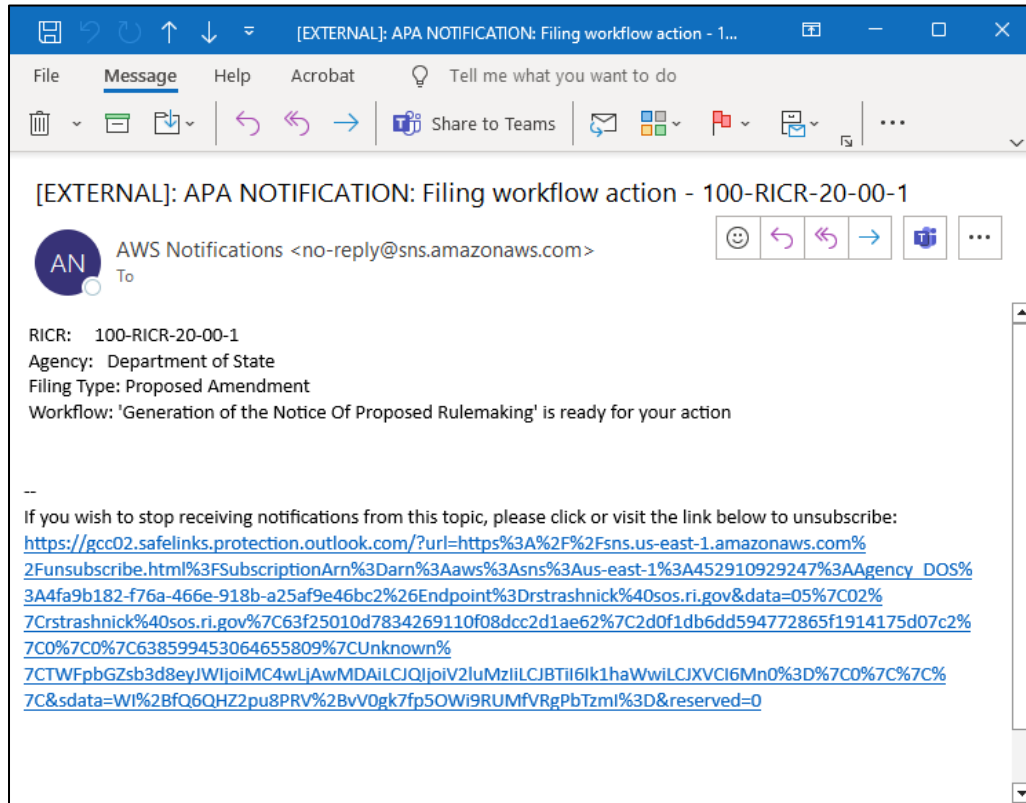 [EXTERNAL]: APA NOTIFICATION: Filing workflow action - 1...
File Message Help Acrobat Tell me what you want to do
Share to Teams
[EXTERNAL]: APA NOTIFICATION: Filing workflow action - 100-RICR-20-00-1
AN
AWS Notifications <no-reply@sns.amazonaws.com>
To
RICR: 100-RICR-20-00-1
Agency: Department of State
Filing Type: Proposed Amendment
Workflow: 'Generation of the Notice Of Proposed Rulemaking' is ready for your action
--
If you wish to stop receiving notifications from this topic, please click or visit the link below to unsubscribe:
https://gcc02.safelinks.protection.outlook.com/?url=https%3A%2F%2Fsns.us-east-1.amazonaws.com%
2Funsubscribe.html%3FSubscriptionArn%3Darn%3Aaws%3Asns%3Aus-east-1%3A452910929247%3AAgency_DOS%
3A4fa9b182-f76a-466e-918b-a25af9e46bc2%26Endpoint%3Drstrashnick%40sos.ri.gov&data=05%7C02%
7Crstrashnick%40sos.ri.gov%7C63f25010d7834269110f08dcc2d1ae62%7C2d0f1db6dd594772865f1914175d07c2%
7C0%7C0%7C638599453064655809%7CUnknown%
7CTWFpbGZsb3d8eyJWIjoiMC4wLjAwMDAiLCJQIjoiV2luMzIiLCJBTiI6Ik1haWwiLCJXVCI6Mn0%3D%7C0%7C%7C%
7C&sdata=WI%2BfQ6QHZ2pu8PRV%2BvV0gk7fp5OWi9RUMfVRgPbTzmI%3D&reserved=0